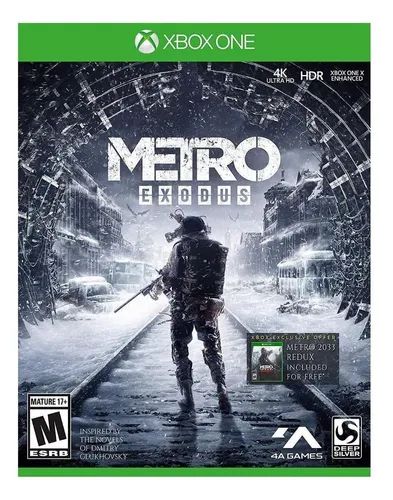 XBOX ONE
4K
ULTRA HD
HDR
XBOX ONE X
ENHANCED
METRO
EXODUS
XBOX EXCLUSIVE OFFER
METRO 2033
REDUX
INCLUDED
FOR FREE*
METRO
MATURE 17+
M
ESRB
INSPIRED BY
THE NOVELS
OF DMITRY
GLUKHOVSKY
4A GAMES
DEEP
SILVER